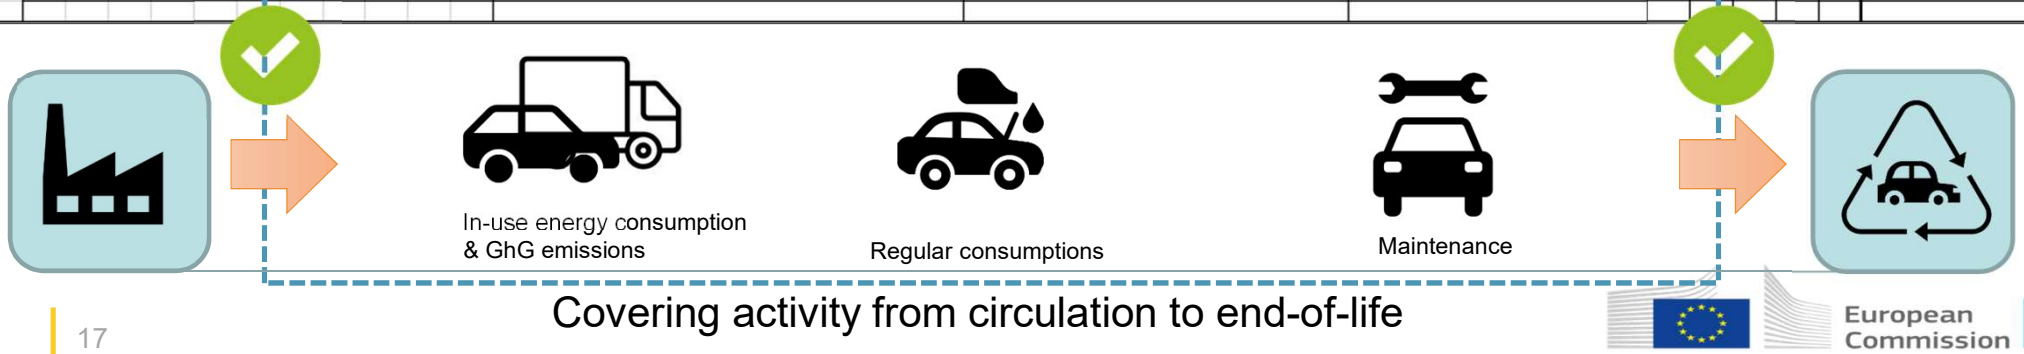 In-use energy consumption
& GhG emissions
Regular consumptions
Maintenance
Covering activity from circulation to end-of-life
17
European
Commission